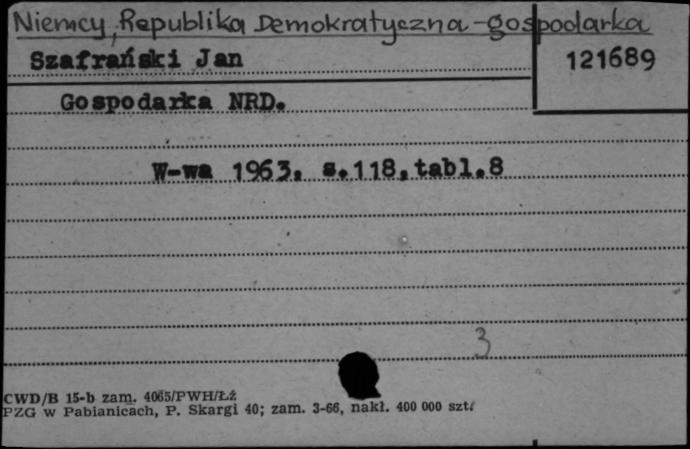 Niemcy, Republika Demokratyczna - gospodarka
Szafrański Jan
121689
Gospodarka NRD.
W-wa 1963, s.118,tabl.8
3
CWD/B 15-b zam. 4065/PWH/Łź
PZG w Pabianicach, P. Skargi 40; zam. 3-66, nakł. 400 000 szt.